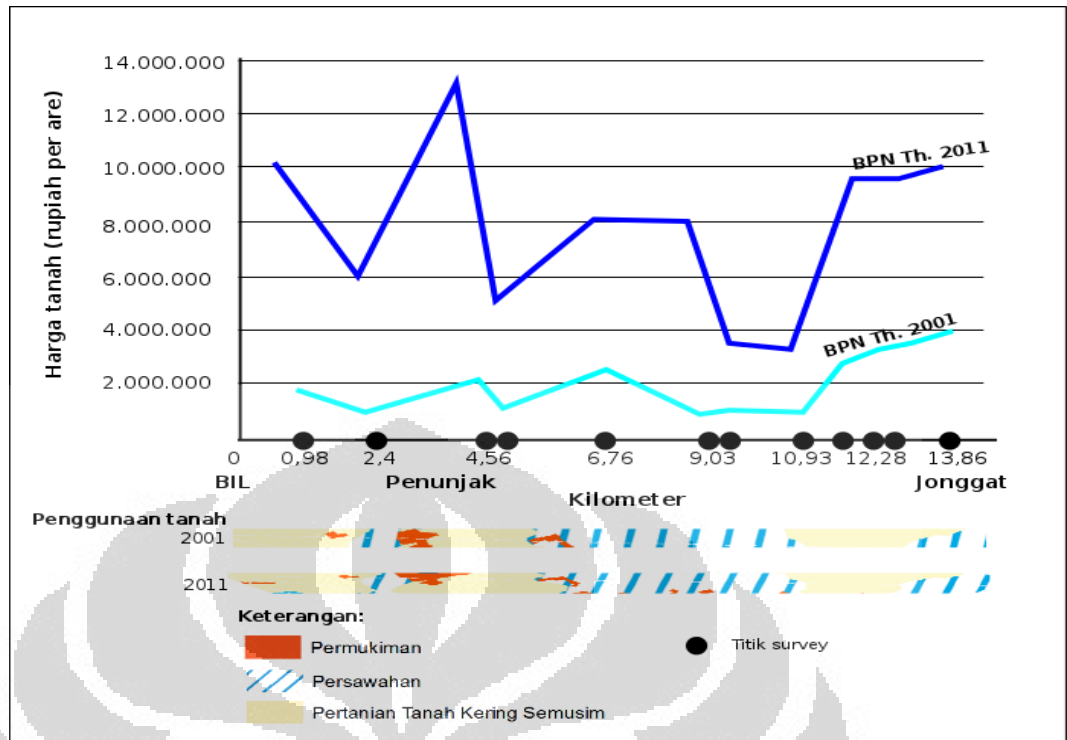 Harga tanah (rupiah per are)
14.000.000
12.000.000
10.000.000
8.000.000
6.000.000
4.000.000
2.000.000
BPN Th. 2011
BPN Th. 2001
0 0,98 2,4 4,56 6,76 9,03 10,93 12,28 13,86
BIL Penunjak Jonggat
Kilometer
Penggunaan tanah
2001
2011
Keterangan:
Permukiman
Titik survey
Persawahan
Pertanian Tanah Kering Semusim